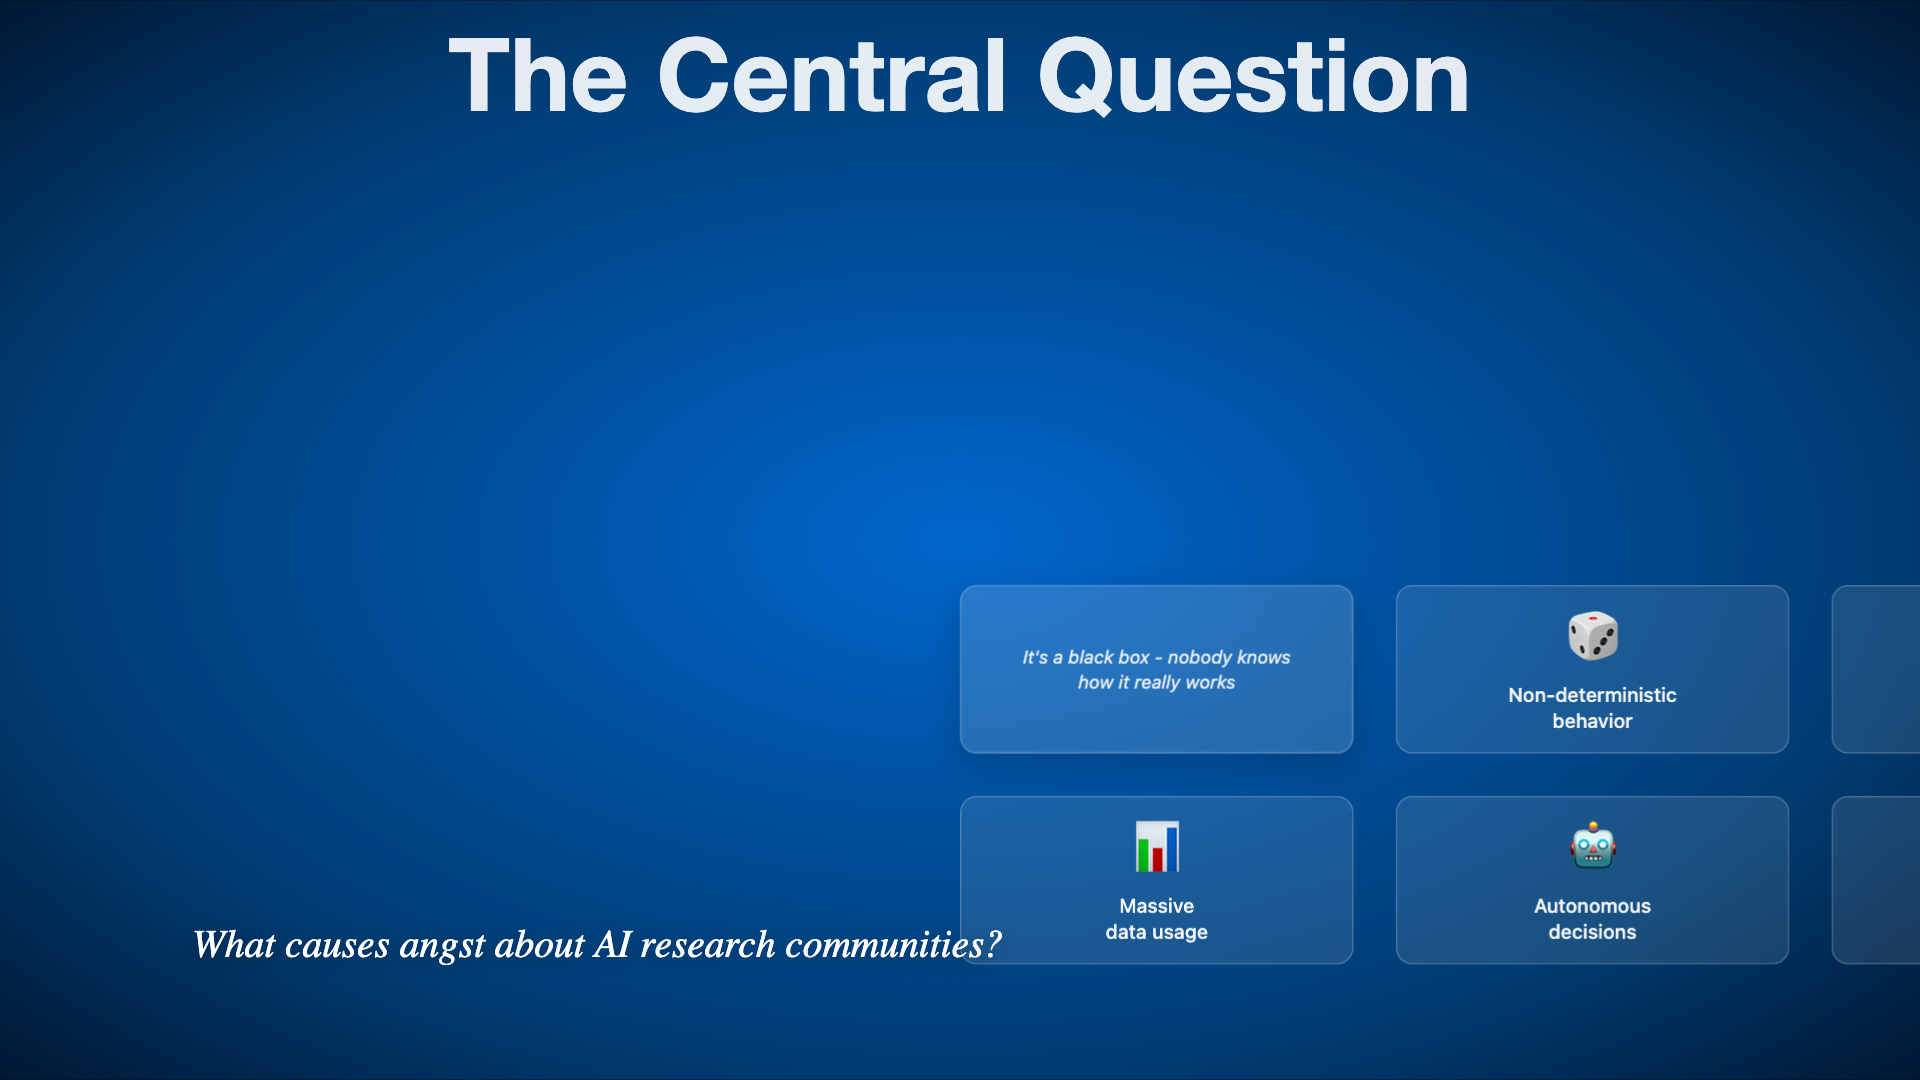 The Central Question
It's a black box - nobody knows
how it really works
Non-deterministic
behavior
Massive
data usage
Autonomous
decisions
What causes angst about AI research communities?